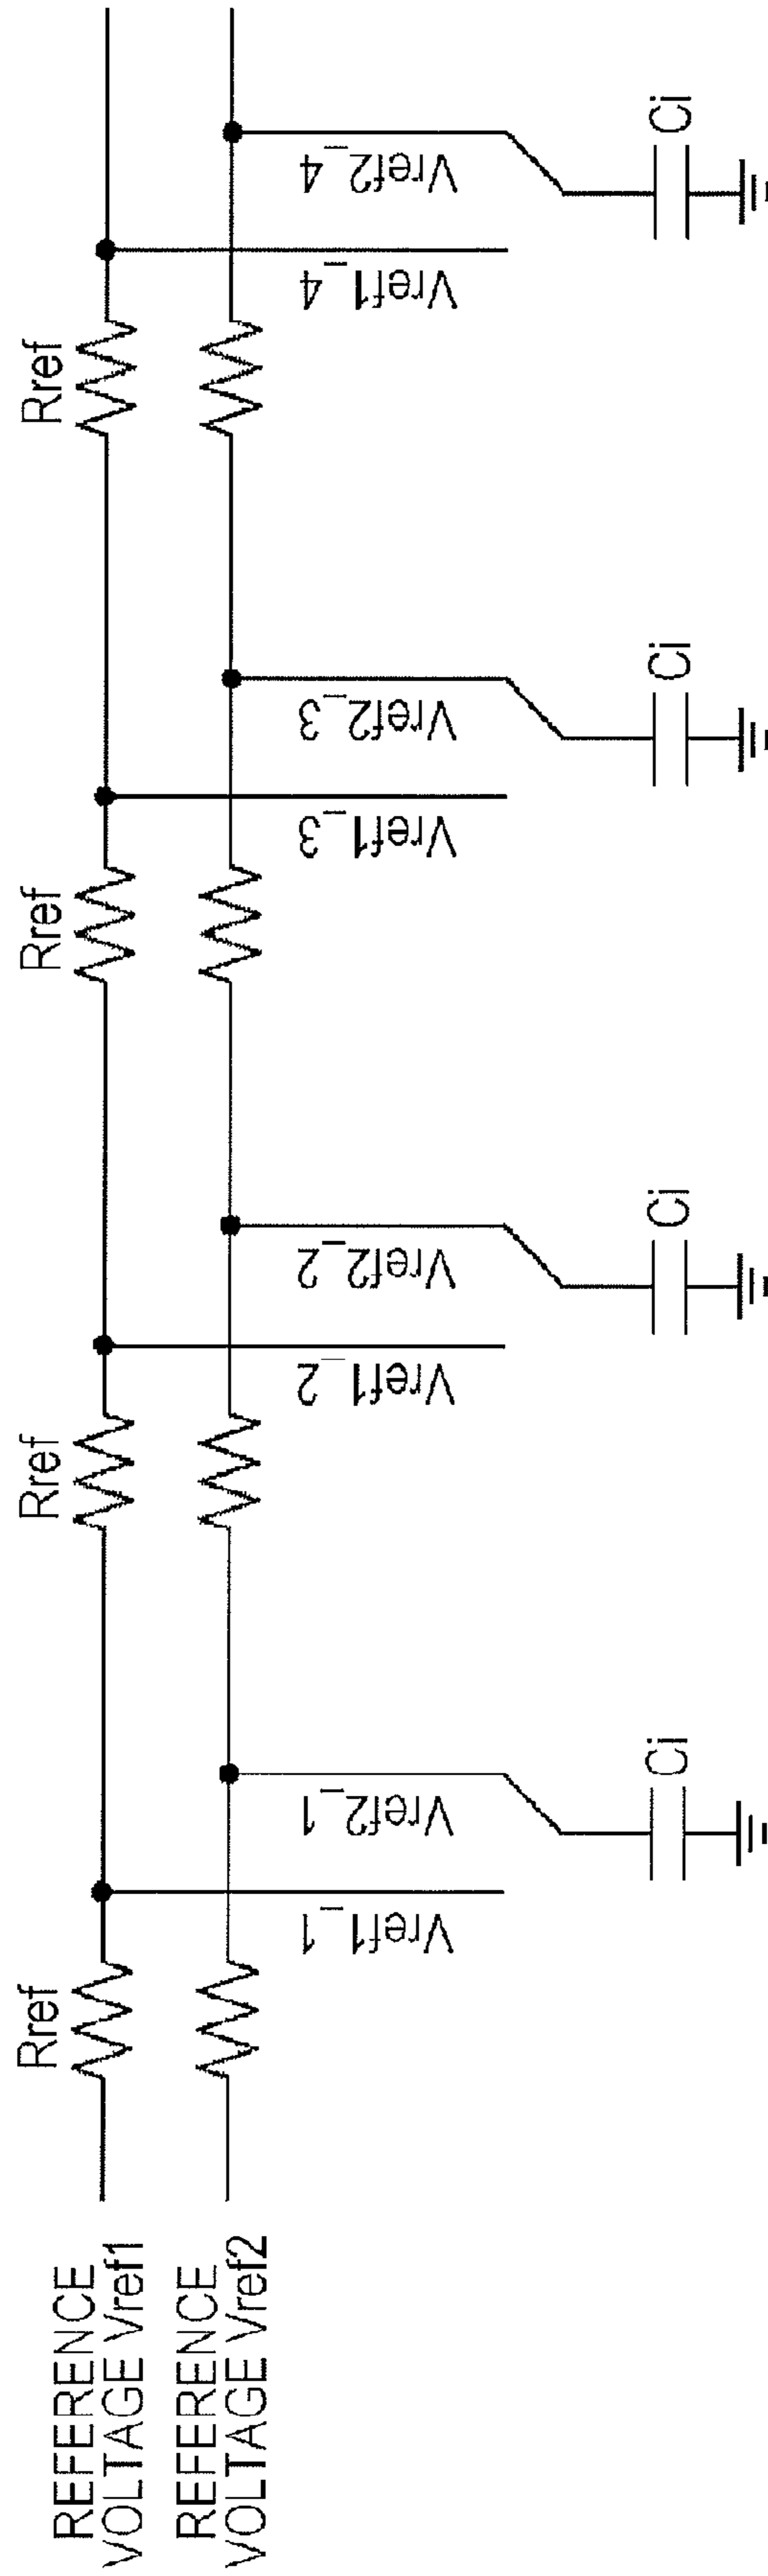 REFERENCE
VOLTAGE Vref1
REFERENCE
VOLTAGE Vref2
Rref
Rref
Rref
Rref
Vref1_1
Vref2_1
Vref1_2
Vref2_2
Vref1_3
Vref2_3
Vref1_4
Vref2_4
Ci
Ci
Ci
Ci